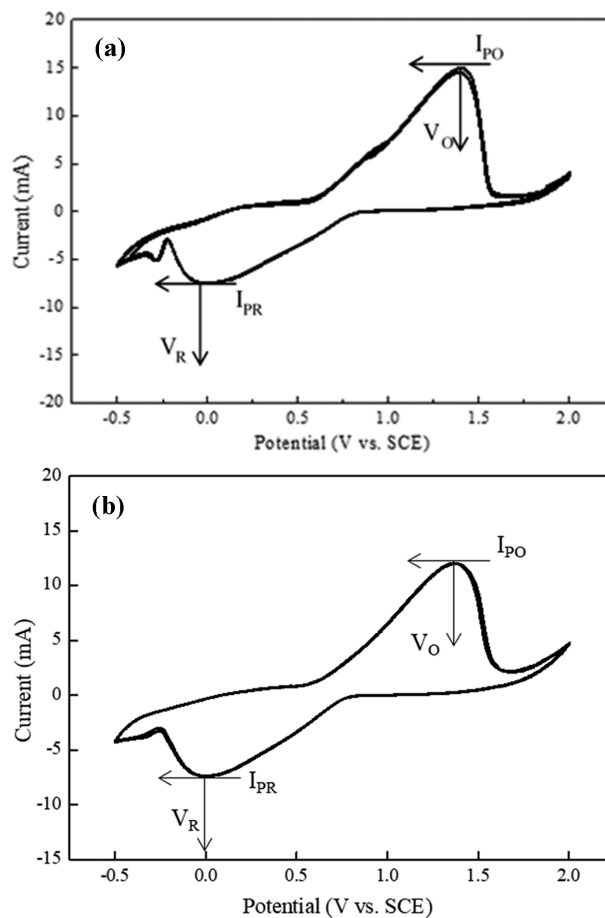 (a)
I_PO
V_O
I_PR
V_R
Current (mA)
20
15
10
5
0
-5
-10
-15
-20
-0.5 0.0 0.5 1.0 1.5 2.0
Potential (V vs. SCE)
(b)
I_PO
V_O
I_PR
V_R
Current (mA)
20
15
10
5
0
-5
-10
-15
-0.5 0.0 0.5 1.0 1.5 2.0
Potential (V vs. SCE)